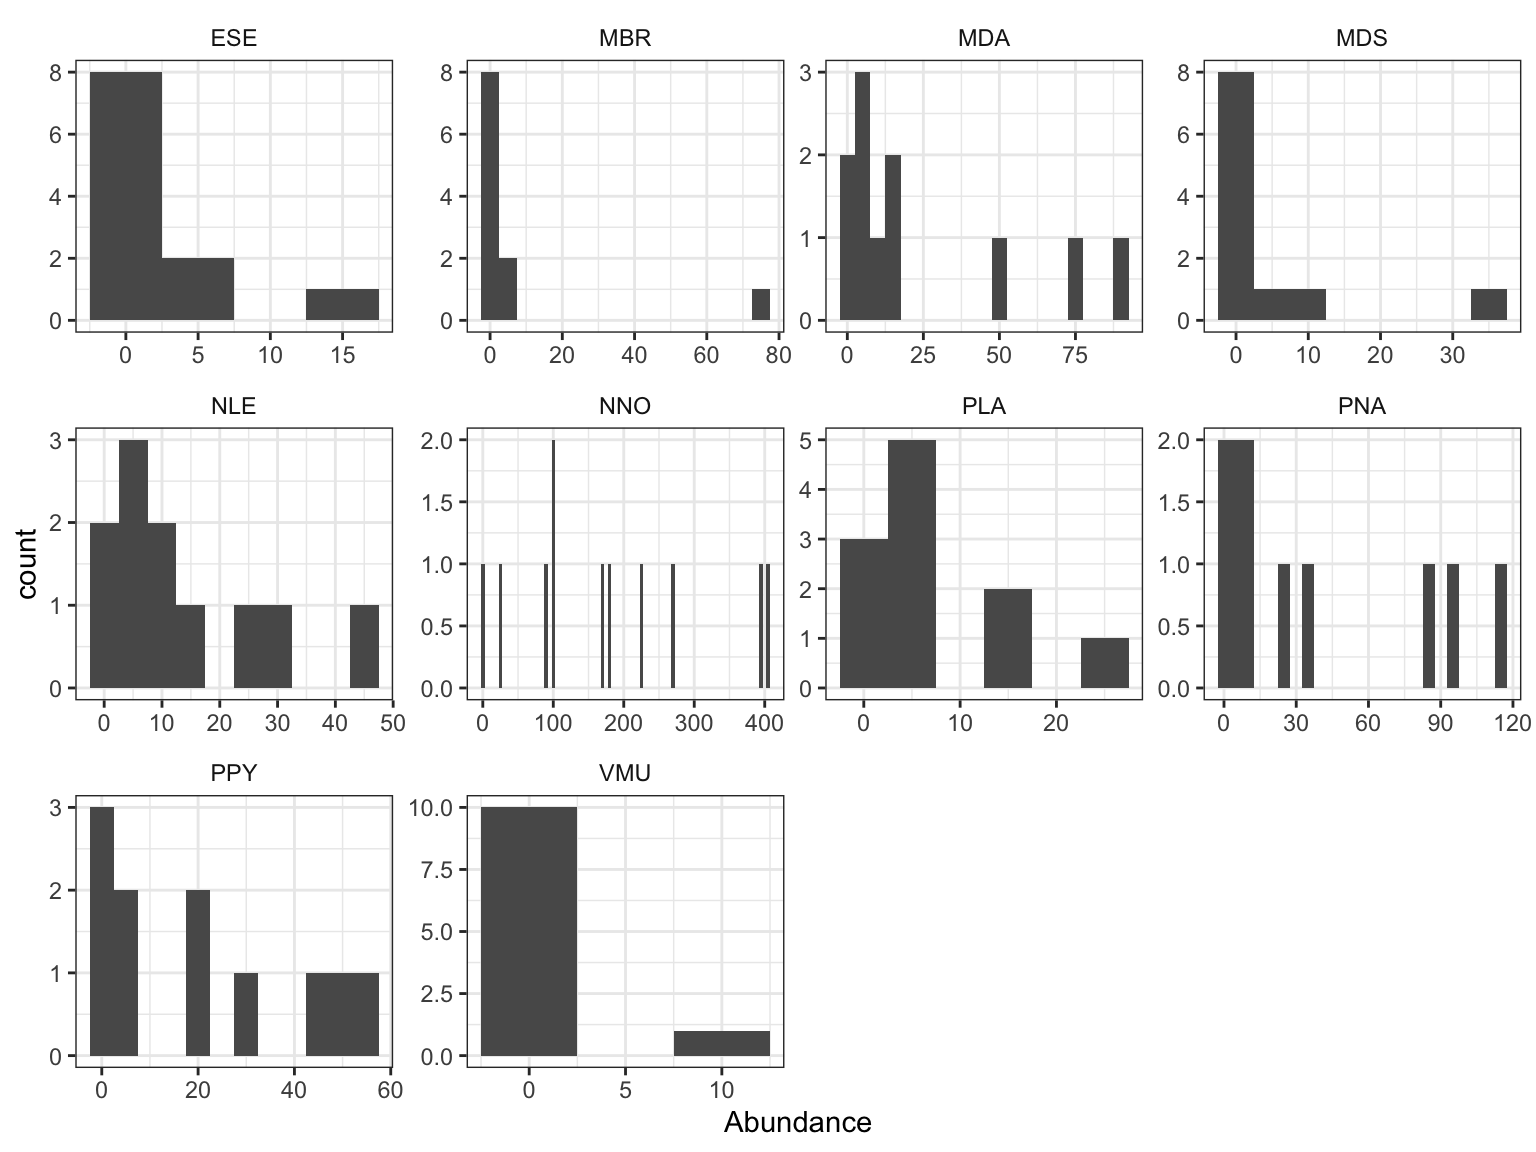 ESE MBR MDA MDS
8 8 3 8
6 6 2 6
4 4 1 4
2 2 0 2
0 0 0
0 5 10 15 0 20 40 60 80 0 25 50 75 0 10 20 30
NLE NNO PLA PNA
3 2.0 5 2.0
2 1.5 4 1.5
1 1.0 3 1.0
0 0.5 2 0.5
0.0 1 0.0
0
0 10 20 30 40 50 0 100 200 300 400 0 10 20 0 30 60 90 120
count
PPY VMU
3 10.0
2 7.5
1 5.0
0 2.5
0.0
0 20 40 60 0 5 10
Abundance